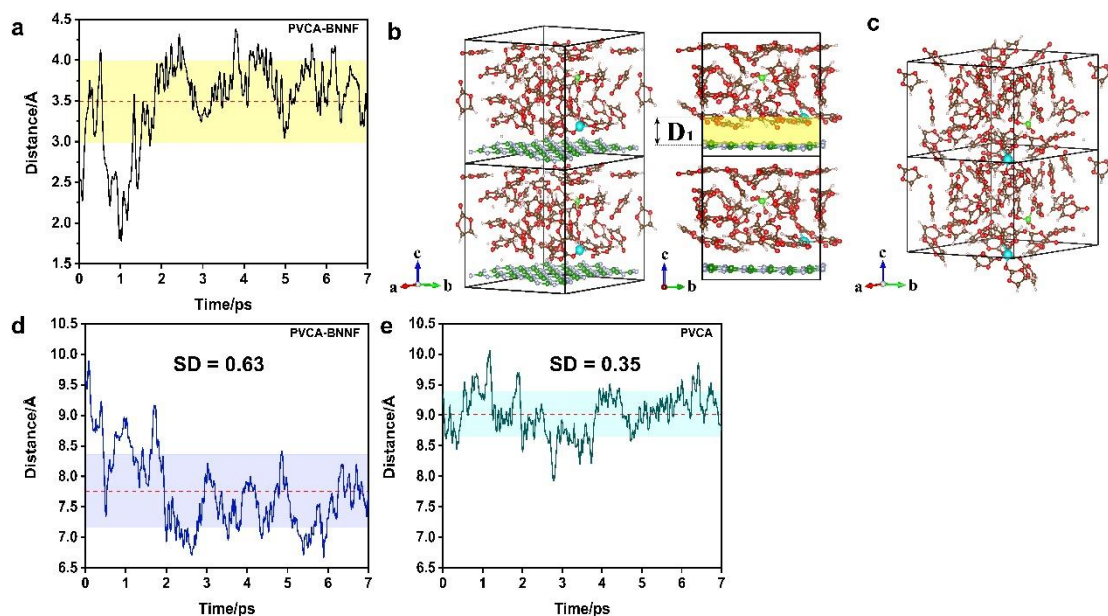 a
PVCA-BNNF
Distance/Å
4.5
4.0
3.5
3.0
2.5
2.0
1.5
0 1 2 3 4 5 6 7
Time/ps
b
D1
c
a
b
c
b
c
c
a
b
d
PVCA-BNNF
SD = 0.63
Distance/Å
10.5
10.0
9.5
9.0
8.5
8.0
7.5
7.0
6.5
0 1 2 3 4 5 6 7
Time/ps
e
PVCA
SD = 0.35
Distance/Å
10.5
10.0
9.5
9.0
8.5
8.0
7.5
7.0
6.5
0 1 2 3 4 5 6 7
Time/ps